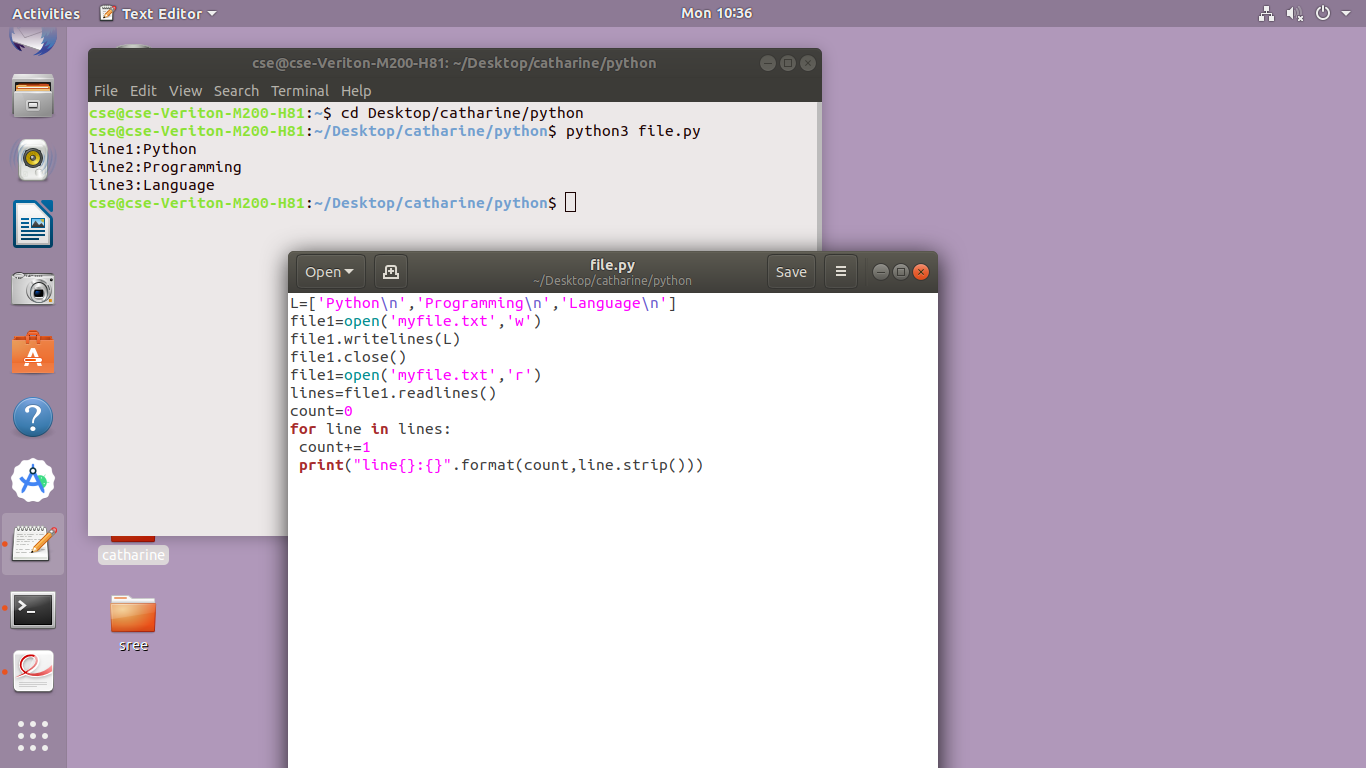 Activities Text Editor Mon 10:36
cse@cse-Veriton-M200-H81: ~/Desktop/catharine/python
File Edit View Search Terminal Help
cse@cse-Veriton-M200-H81:~$ cd Desktop/catharine/python
cse@cse-Veriton-M200-H81:~/Desktop/catharine/python$ python3 file.py
line1:Python
line2:Programming
line3:Language
cse@cse-Veriton-M200-H81:~/Desktop/catharine/python$
Open file.py Save
~/Desktop/catharine/python
L=['Python\n','Programming\n','Language\n']
file1=open('myfile.txt','w')
file1.writelines(L)
file1.close()
file1=open('myfile.txt','r')
lines=file1.readlines()
count=0
for line in lines:
 count+=1
 print("line{}:{}".format(count,line.strip()))
catharine
sree